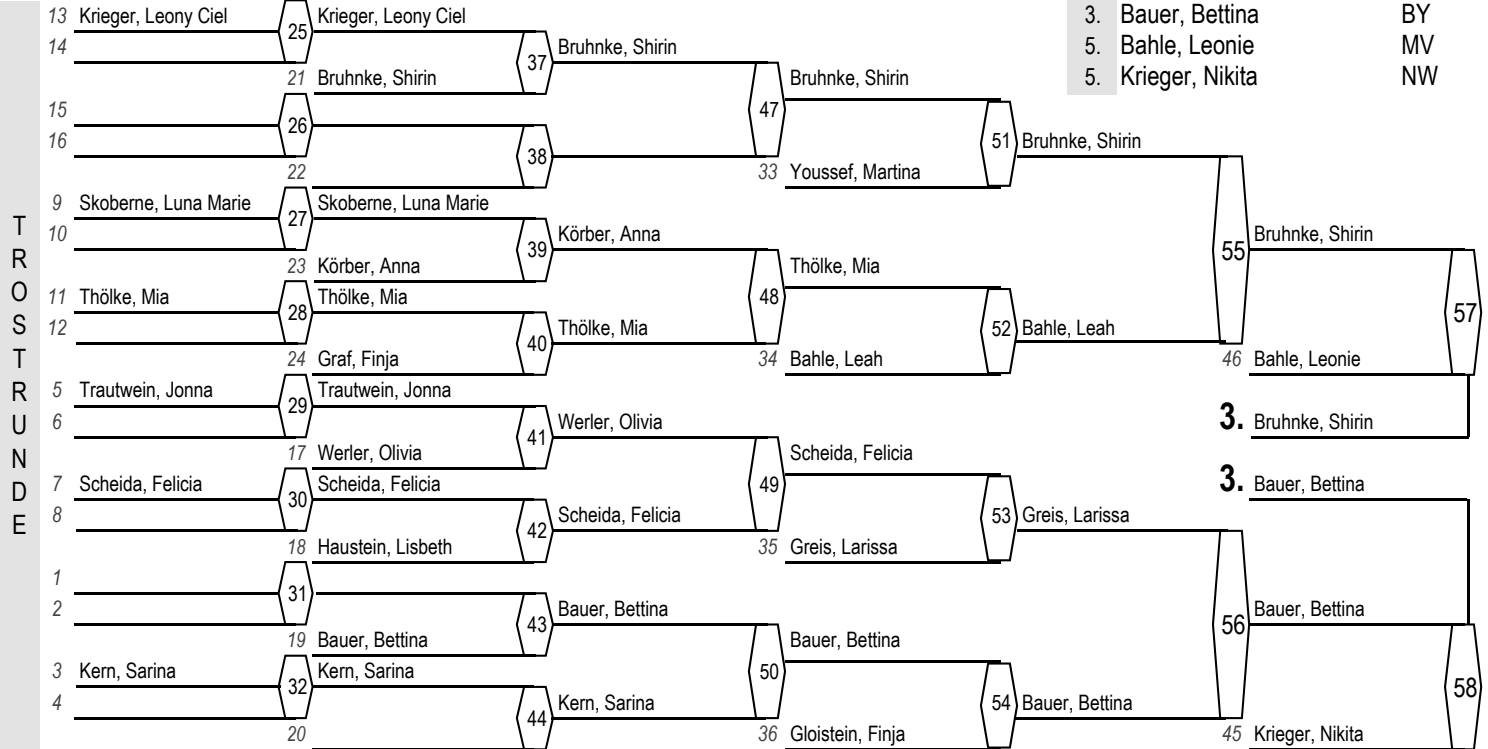 3. Bauer, Bettina BY
5. Bahle, Leonie MV
5. Krieger, Nikita NW
TROSTRUNDE
13 Krieger, Leony Ciel
14
25
Krieger, Leony Ciel
21 Bruhnke, Shirin
37
Bruhnke, Shirin
15
16
26
22
38
47
Bruhnke, Shirin
33 Youssef, Martina
51
Bruhnke, Shirin
9 Skoberne, Luna Marie
10
27
Skoberne, Luna Marie
23 Körber, Anna
39
Körber, Anna
11 Thölke, Mia
12
28
Thölke, Mia
24 Graf, Finja
40
Thölke, Mia
48
Thölke, Mia
34 Bahle, Leah
52
Bahle, Leah
55
Bruhnke, Shirin
46 Bahle, Leonie
57
3. Bruhnke, Shirin
5 Trautwein, Jonna
6
29
Trautwein, Jonna
17 Werler, Olivia
41
Werler, Olivia
7 Scheida, Felicia
8
30
Scheida, Felicia
18 Haustein, Lisbeth
42
Scheida, Felicia
49
Scheida, Felicia
35 Greis, Larissa
53
Greis, Larissa
3. Bauer, Bettina
1
2
31
19 Bauer, Bettina
43
Bauer, Bettina
3 Kern, Sarina
4
32
Kern, Sarina
20
44
Kern, Sarina
50
Bauer, Bettina
36 Gloistein, Finja
54
Bauer, Bettina
56
Bauer, Bettina
45 Krieger, Nikita
58